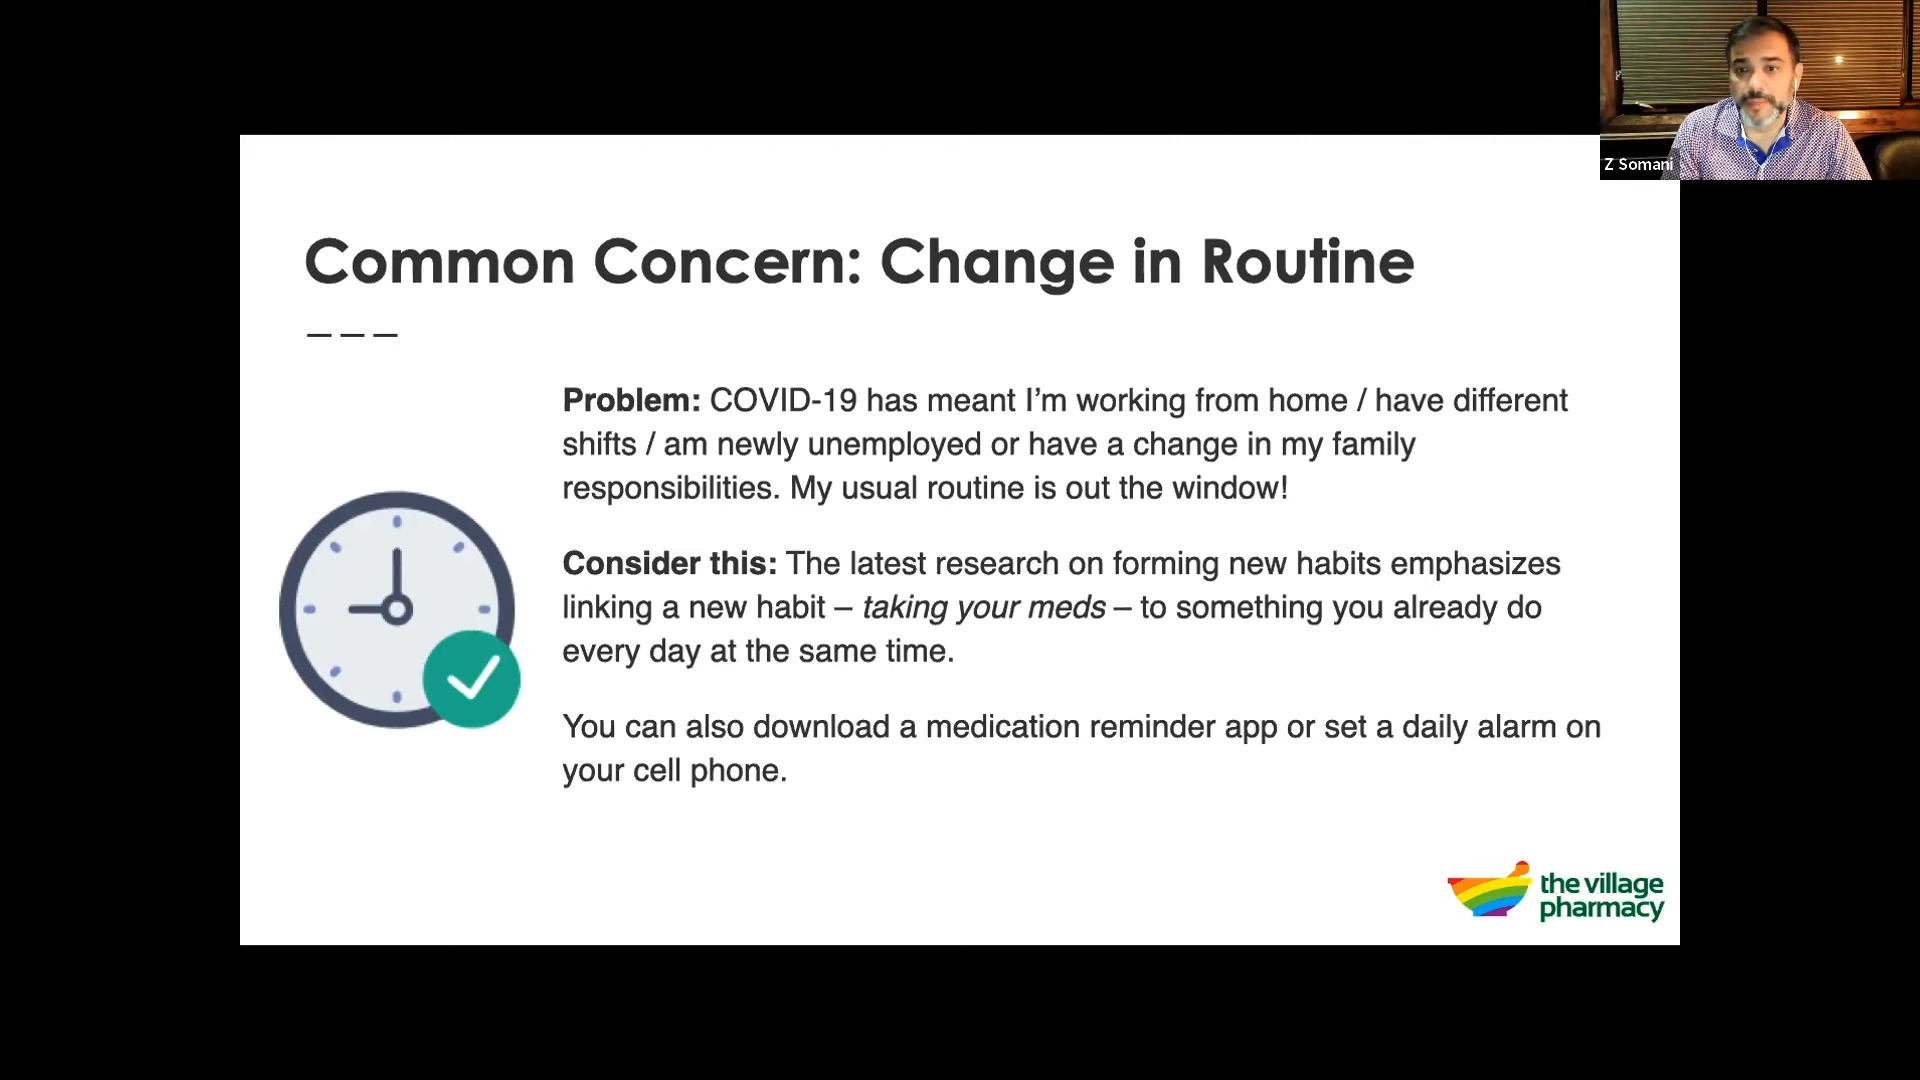 Z Somani
Common Concern: Change in Routine
Problem: COVID-19 has meant I’m working from home / have different
shifts / am newly unemployed or have a change in my family
responsibilities. My usual routine is out the window!
Consider this: The latest research on forming new habits emphasizes
linking a new habit – taking your meds – to something you already do
every day at the same time.
You can also download a medication reminder app or set a daily alarm on
your cell phone.
the village
pharmacy